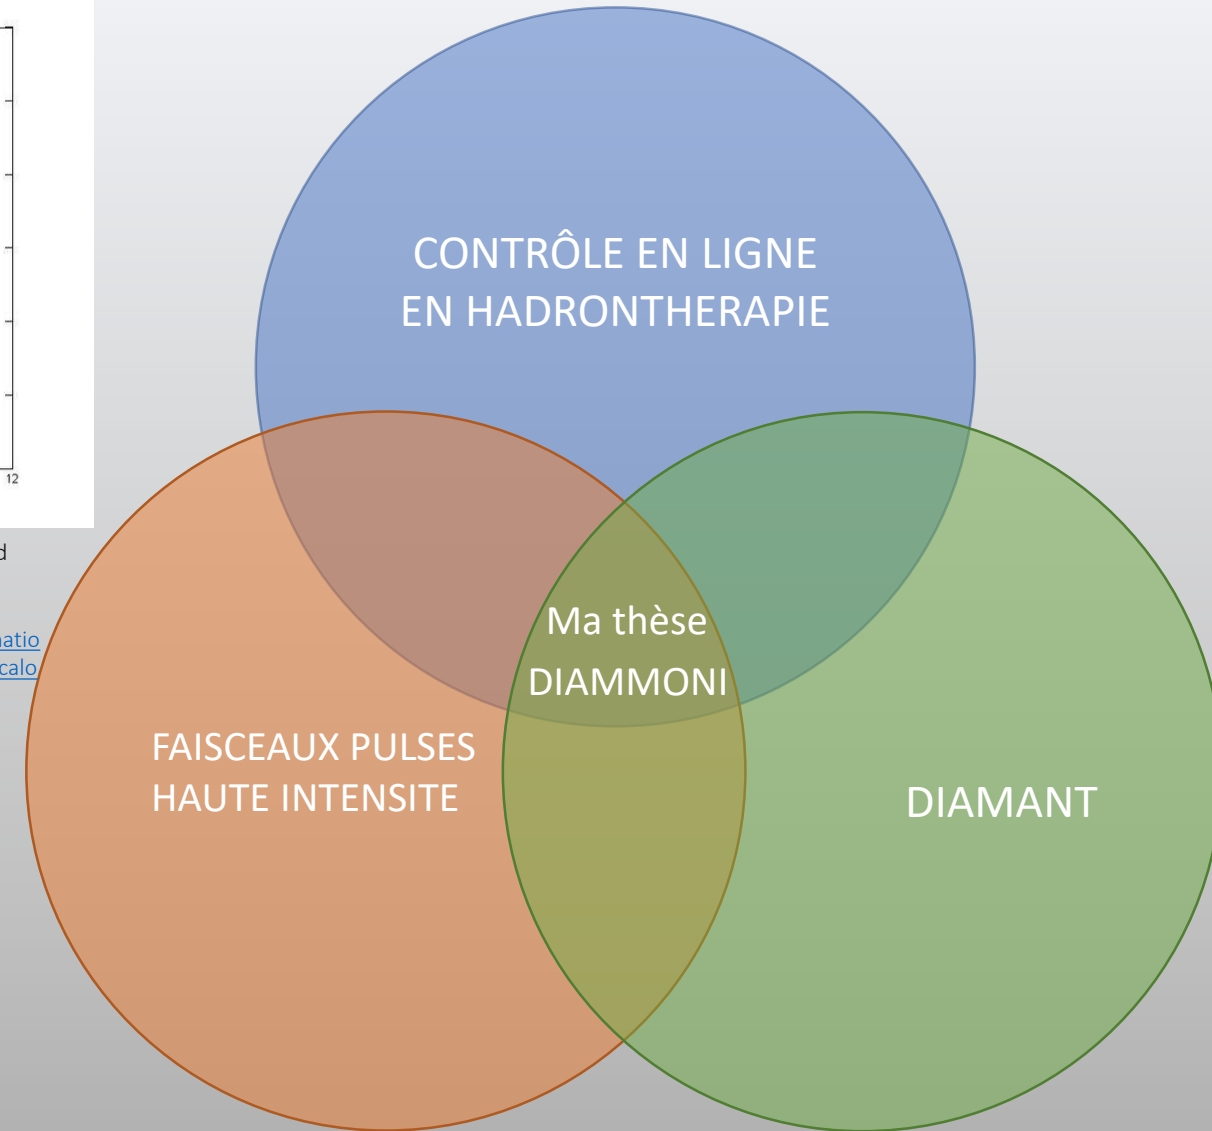 12
CONTRÔLE EN LIGNE
EN HADRONTHERAPIE
Ma thèse
DIAMMONI
FAISCEAUX PULSES
HAUTE INTENSITE
DIAMANT